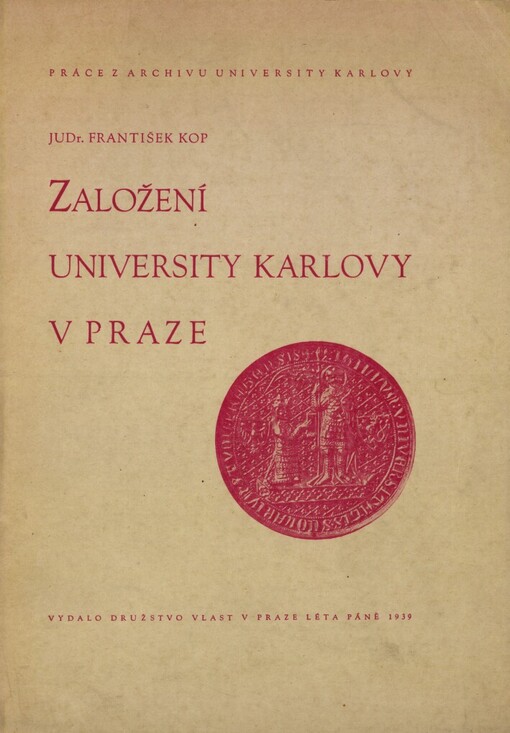 PRÁCE Z ARCHIVU UNIVERSITY KARLOVY
JUDr. FRANTIŠEK KOP
ZALOŽENÍ
UNIVERSITY KARLOVY
V PRAZE
VYDALO DRUŽSTVO VLAST V PRAZE LÉTA PÁNĚ 1939